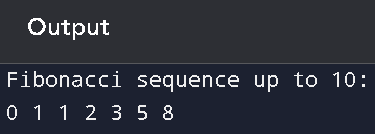 Output
Fibonacci sequence up to 10:
0 1 1 2 3 5 8